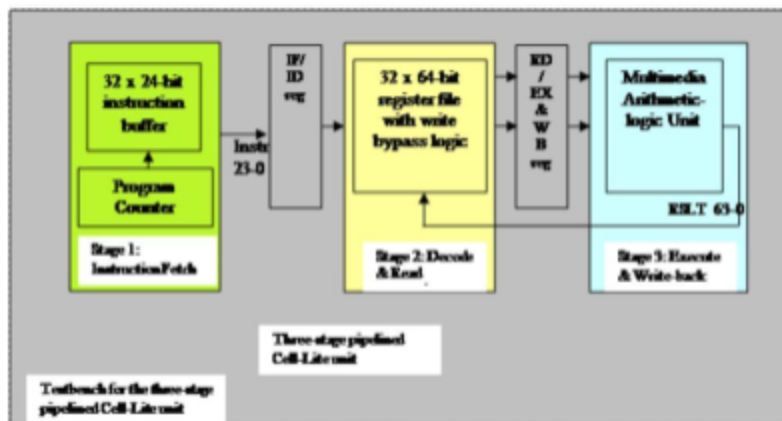 32 x 24-bit
instruction
buffer
Program
Counter
Stage 1:
Instruction Fetch
Instr
23-0
IF/
ID
reg
32 x 64-bit
register file
with write
bypass logic
Stage 2: Decode
& Read
/
EX
&
W
B
reg
Multimedia
Arithmetic-
logic Unit
RSLT 63-0
Stage 3: Execute
& Write-back
Three-stage pipelined
Cell-Lite unit
Testbench for the three-stage
pipelined Cell-Lite unit